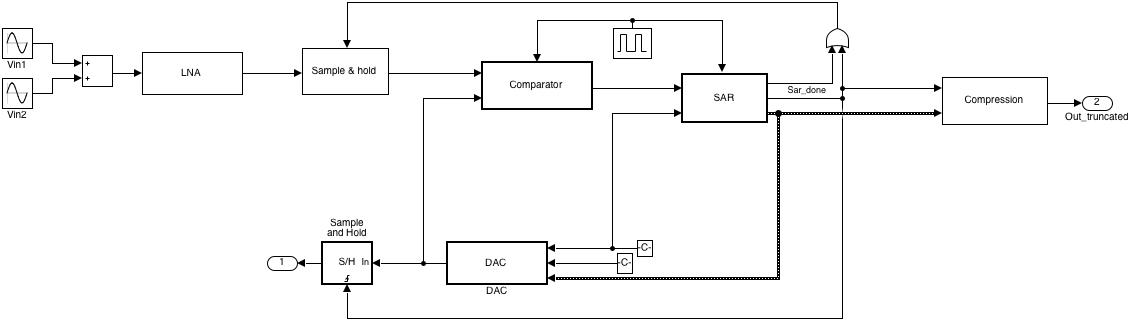 Vin1
Vin2
+
+
LNA
Sample & hold
Comparator
SAR
Sar_done
Compression
2
Out_truncated
Sample
and Hold
1
S/H In
DAC
DAC
-C-
-C-